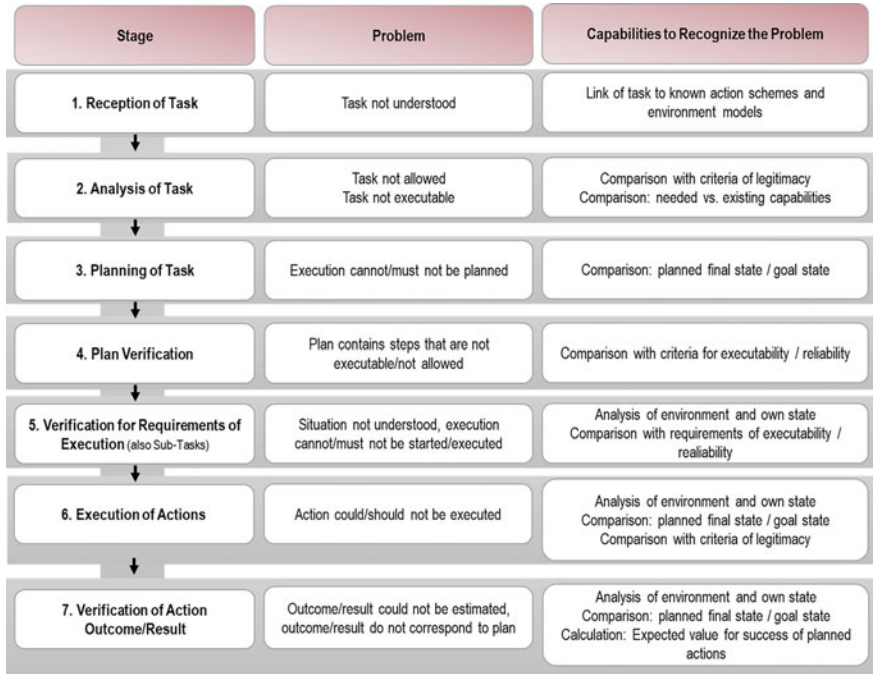 Stage
Problem
Capabilities to Recognize the Problem
1. Reception of Task
Task not understood
Link of task to known action schemes and
environment models
2. Analysis of Task
Task not allowed
Task not executable
Comparison with criteria of legitimacy
Comparison: needed vs. existing capabilities
3. Planning of Task
Execution cannot/must not be planned
Comparison: planned final state / goal state
4. Plan Verification
Plan contains steps that are not
executable/not allowed
Comparison with criteria for executability / reliability
5. Verification for Requirements of
Execution (also Sub-Tasks)
Situation not understood, execution
cannot/must not be started/executed
Analysis of environment and own state
Comparison with requirements of executability /
realiability
6. Execution of Actions
Action could/should not be executed
Analysis of environment and own state
Comparison: planned final state / goal state
Comparison with criteria of legitimacy
7. Verification of Action
Outcome/Result
Outcome/result could not be estimated,
outcome/result do not correspond to plan
Analysis of environment and own state
Comparison: planned final state / goal state
Calculation: Expected value for success of planned
actions